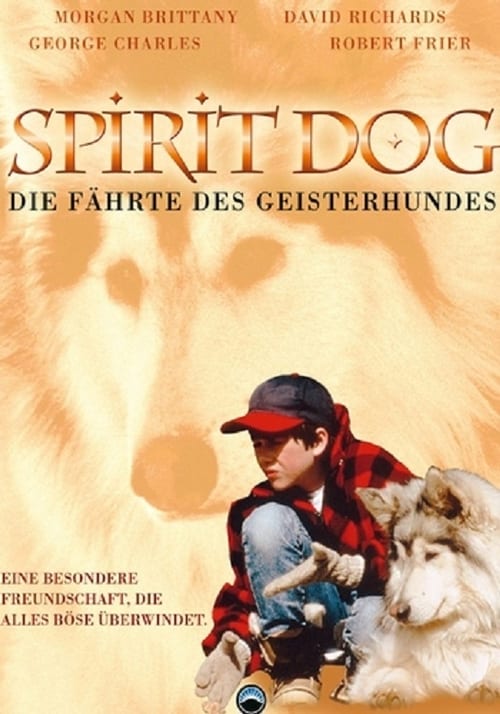 MORGAN BRITTANY DAVID RICHARDS
GEORGE CHARLES ROBERT FRIER
SPIRIT DOG
DIE FÄHRTE DES GEISTERHUNDES
EINE BESONDERE
FREUNDSCHAFT, DIE
ALLES BÖSE ÜBERWINDET.